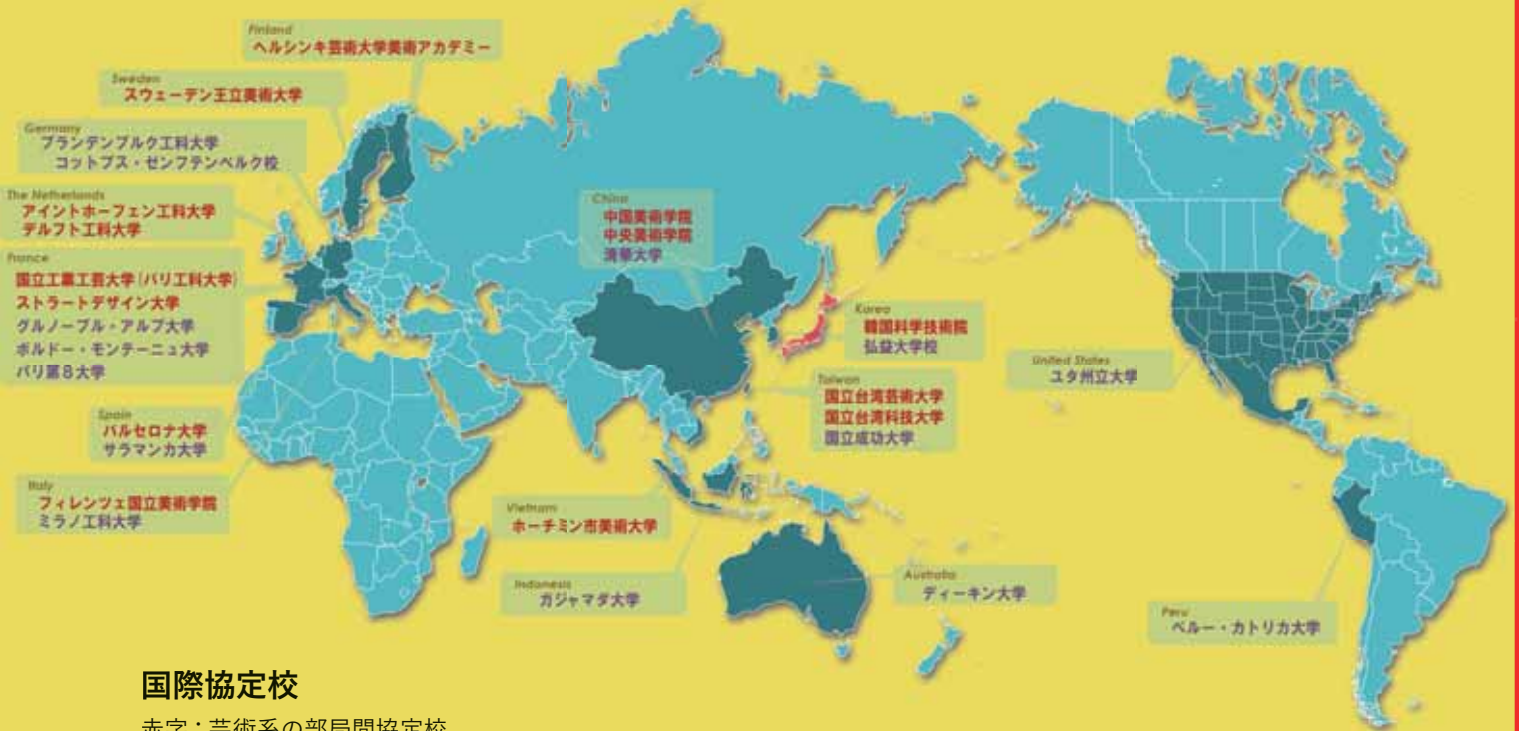 Finland
ヘルシンキ芸術大学美術アカデミー
Sweden
スウェーデン王立美術大学
Germany
ブランデンブルク工科大学
コットブス・ゼンフテンベルク校
The Netherlands
アイントホーフェン工科大学
デルフト工科大学
France
国立工業工芸大学(パリ工科大学)
ストラートデザイン大学
グルノーブル・アルプ大学
ボルドー・モンテーニュ大学
パリ第8大学
Spain
バルセロナ大学
サラマンカ大学
Italy
フィレンツェ国立美術学院
ミラノ工科大学
China
中国美術学院
中央美術学院
清華大学
Korea
韓国科学技術院
弘益大学校
Taiwan
国立台湾芸術大学
国立台湾科技大学
国立成功大学
Vietnam
ホーチミン市美術大学
Indonesia
ガジャマダ大学
Australia
ディーキン大学
United States
ユタ州立大学
Peru
ペルー・カトリカ大学
国際協定校
赤字:芸術系の部局間協定校